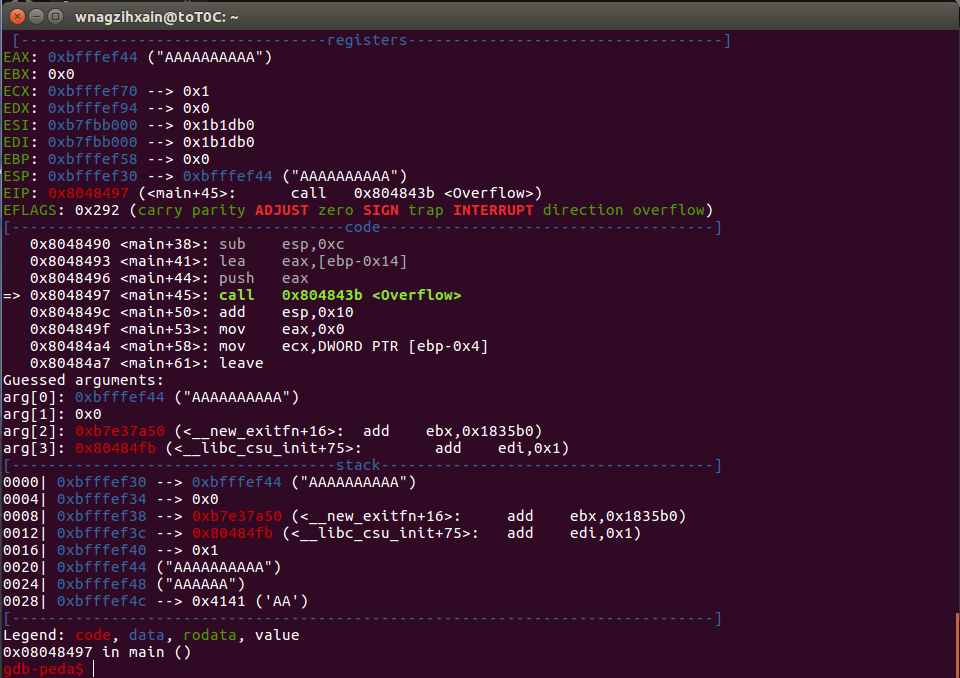 wnagzihxain@toT0C: ~
[----------------------------------registers-----------------------------------]
EAX: 0xbfffef44 ("AAAAAAAAAA")
EBX: 0x0
ECX: 0xbfffef70 --> 0x1
EDX: 0xbfffef94 --> 0x0
ESI: 0xb7fbb000 --> 0x1b1db0
EDI: 0xb7fbb000 --> 0x1b1db0
EBP: 0xbfffef58 --> 0x0
ESP: 0xbfffef30 --> 0xbfffef44 ("AAAAAAAAAA")
EIP: 0x8048497 (<main+45>:      call   0x804843b <Overflow>)
EFLAGS: 0x292 (carry parity ADJUST zero SIGN trap INTERRUPT direction overflow)
[-------------------------------------code-------------------------------------]
   0x8048490 <main+38>: sub    esp,0xc
   0x8048493 <main+41>: lea    eax,[ebp-0x14]
   0x8048496 <main+44>: push   eax
=> 0x8048497 <main+45>: call   0x804843b <Overflow>
   0x804849c <main+50>: add    esp,0x10
   0x804849f <main+53>: mov    eax,0x0
   0x80484a4 <main+58>: mov    ecx,DWORD PTR [ebp-0x4]
   0x80484a7 <main+61>: leave
Guessed arguments:
arg[0]: 0xbfffef44 ("AAAAAAAAAA")
arg[1]: 0x0
arg[2]: 0xb7e37a50 (<__new_exitfn+16>:  add    ebx,0x1835b0)
arg[3]: 0x80484fb (<__libc_csu_init+75>:        add    edi,0x1)
[------------------------------------stack-------------------------------------]
0000| 0xbfffef30 --> 0xbfffef44 ("AAAAAAAAAA")
0004| 0xbfffef34 --> 0x0
0008| 0xbfffef38 --> 0xb7e37a50 (<__new_exitfn+16>:     add    ebx,0x1835b0)
0012| 0xbfffef3c --> 0x80484fb (<__libc_csu_init+75>:   add    edi,0x1)
0016| 0xbfffef40 --> 0x1
0020| 0xbfffef44 ("AAAAAAAAAA")
0024| 0xbfffef48 ("AAAAAA")
0028| 0xbfffef4c --> 0x4141 ('AA')
[------------------------------------------------------------------------------]
Legend: code, data, rodata, value
0x08048497 in main ()
gdb-peda$